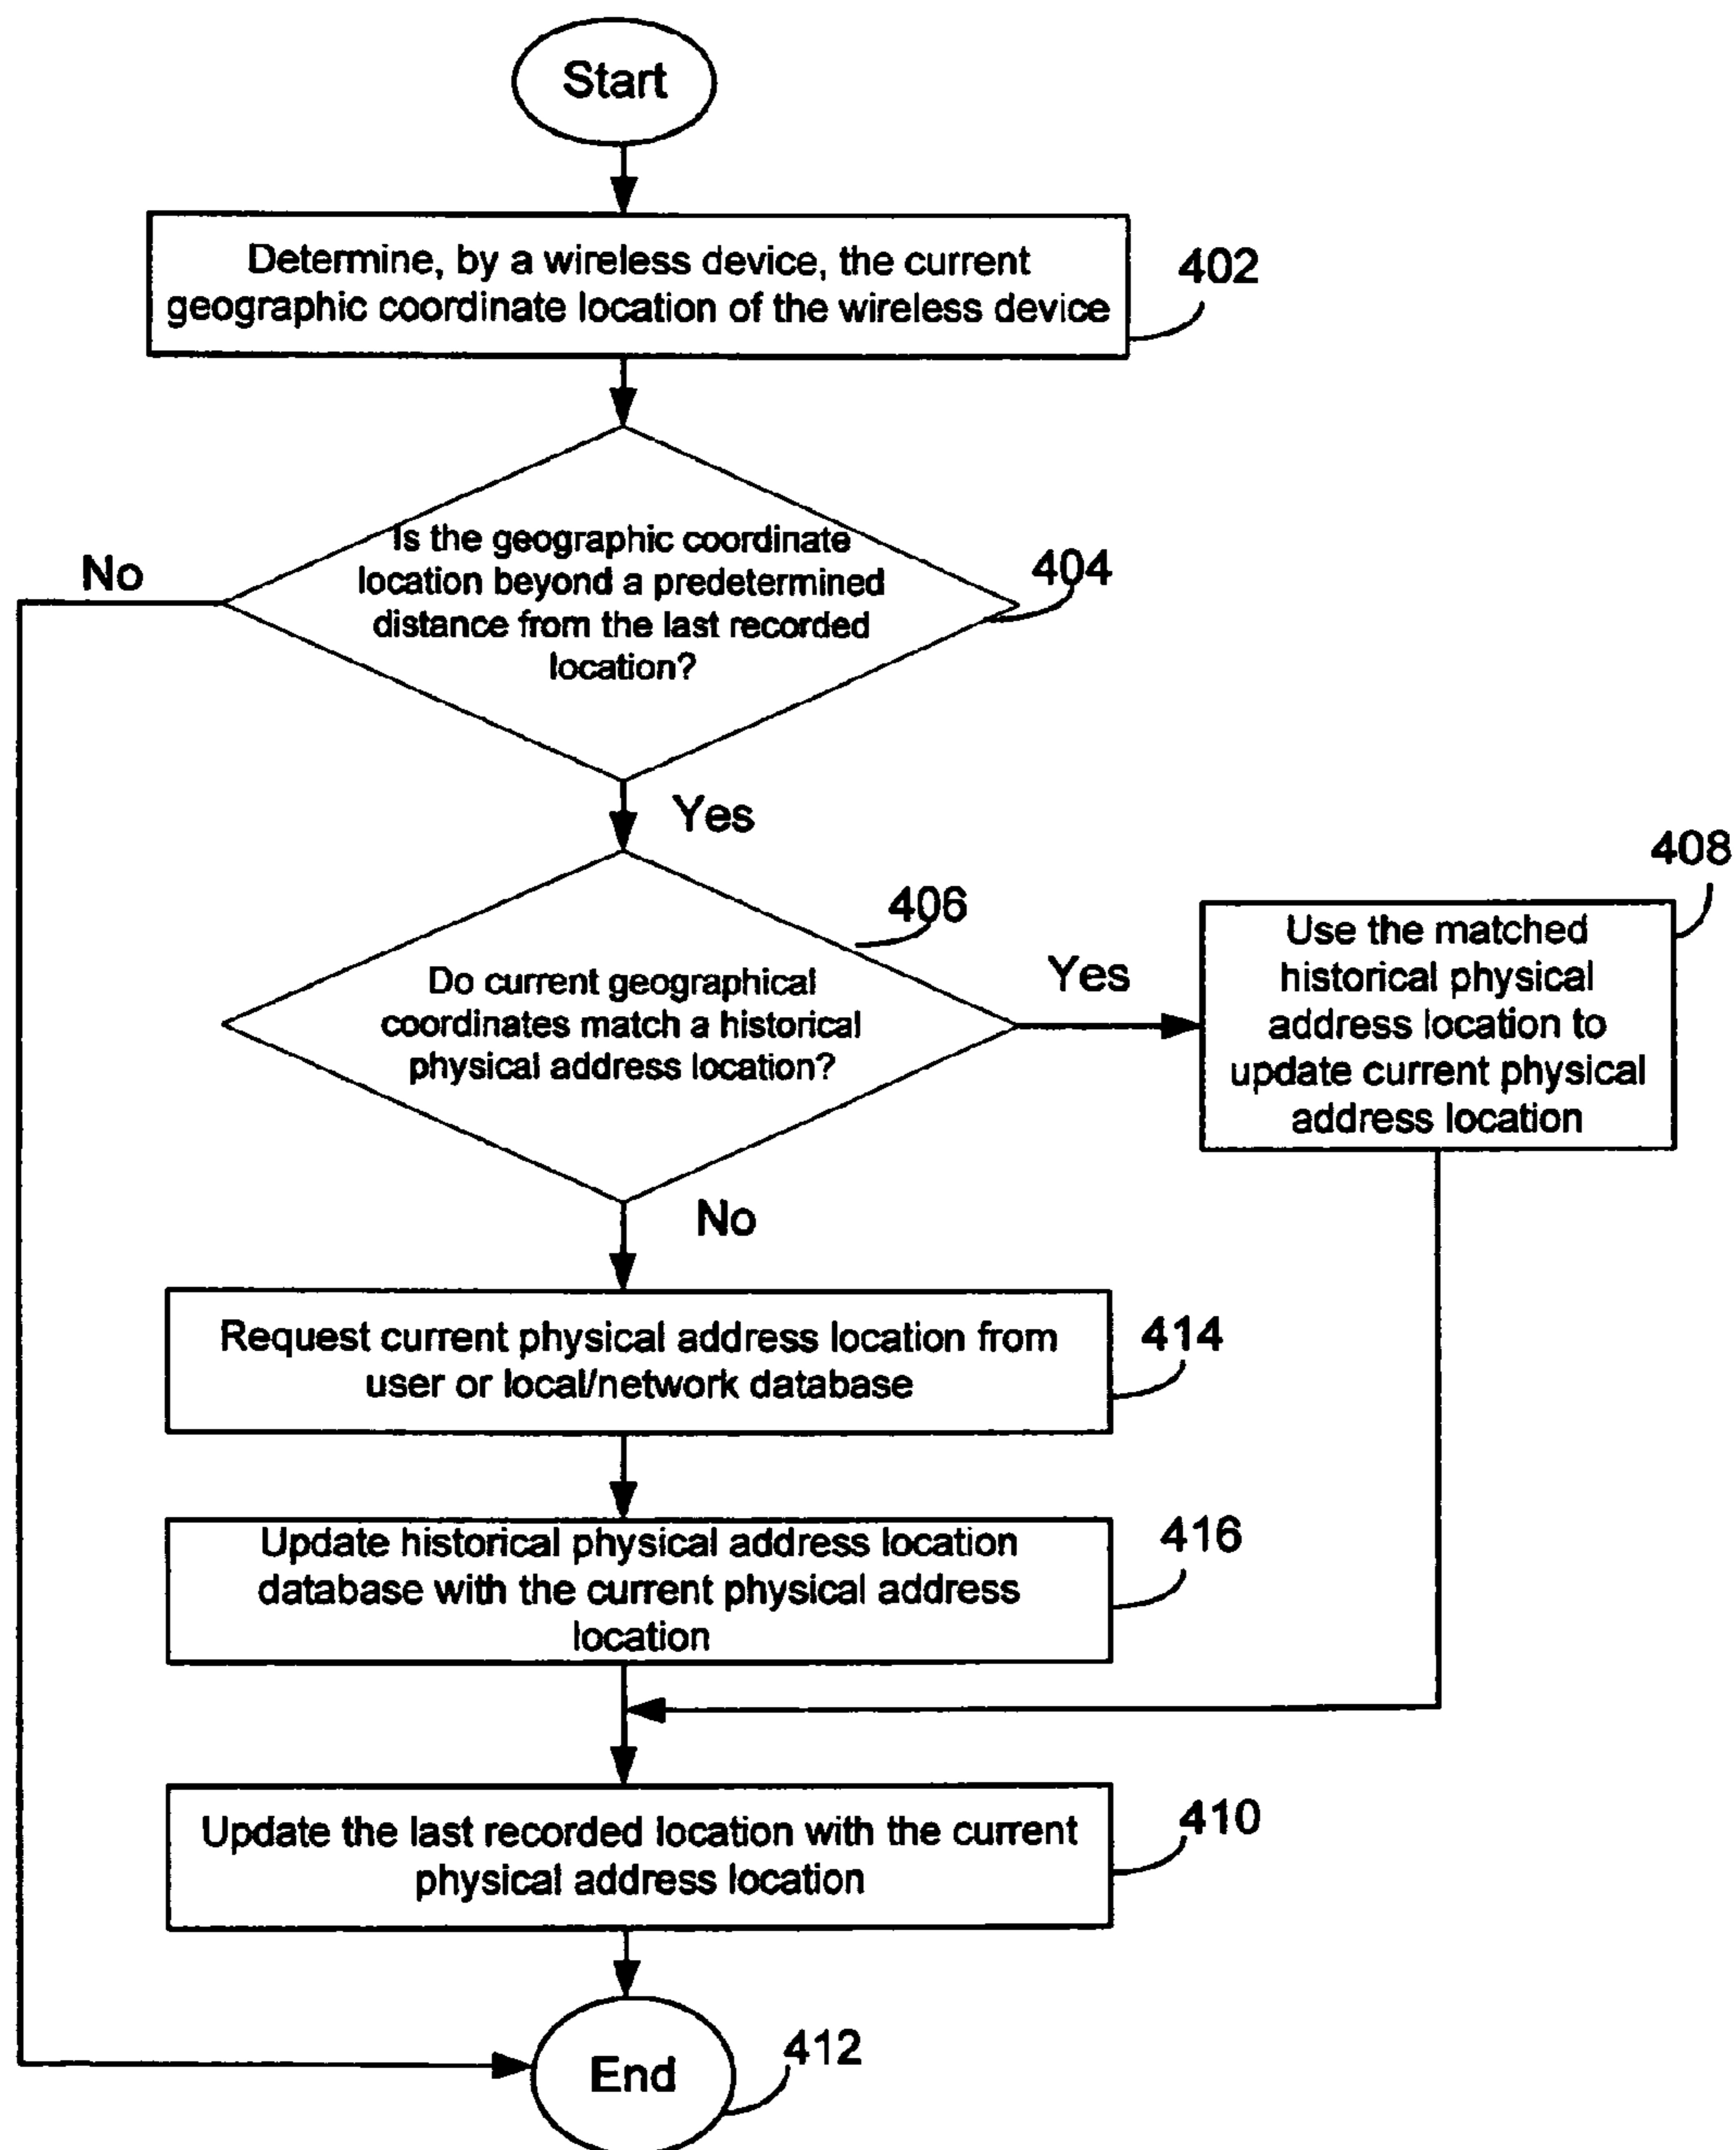 Start
Determine, by a wireless device, the current
geographic coordinate location of the wireless device
402
Is the geographic coordinate
location beyond a predetermined
distance from the last recorded
location?
404
No
Yes
406
Do current geographical
coordinates match a historical
physical address location?
Yes
408
Use the matched
historical physical
address location to
update current physical
address location
No
Request current physical address location from
user or local/network database
414
Update historical physical address location
database with the current physical address
location
416
Update the last recorded location with the current
physical address location
410
End
412